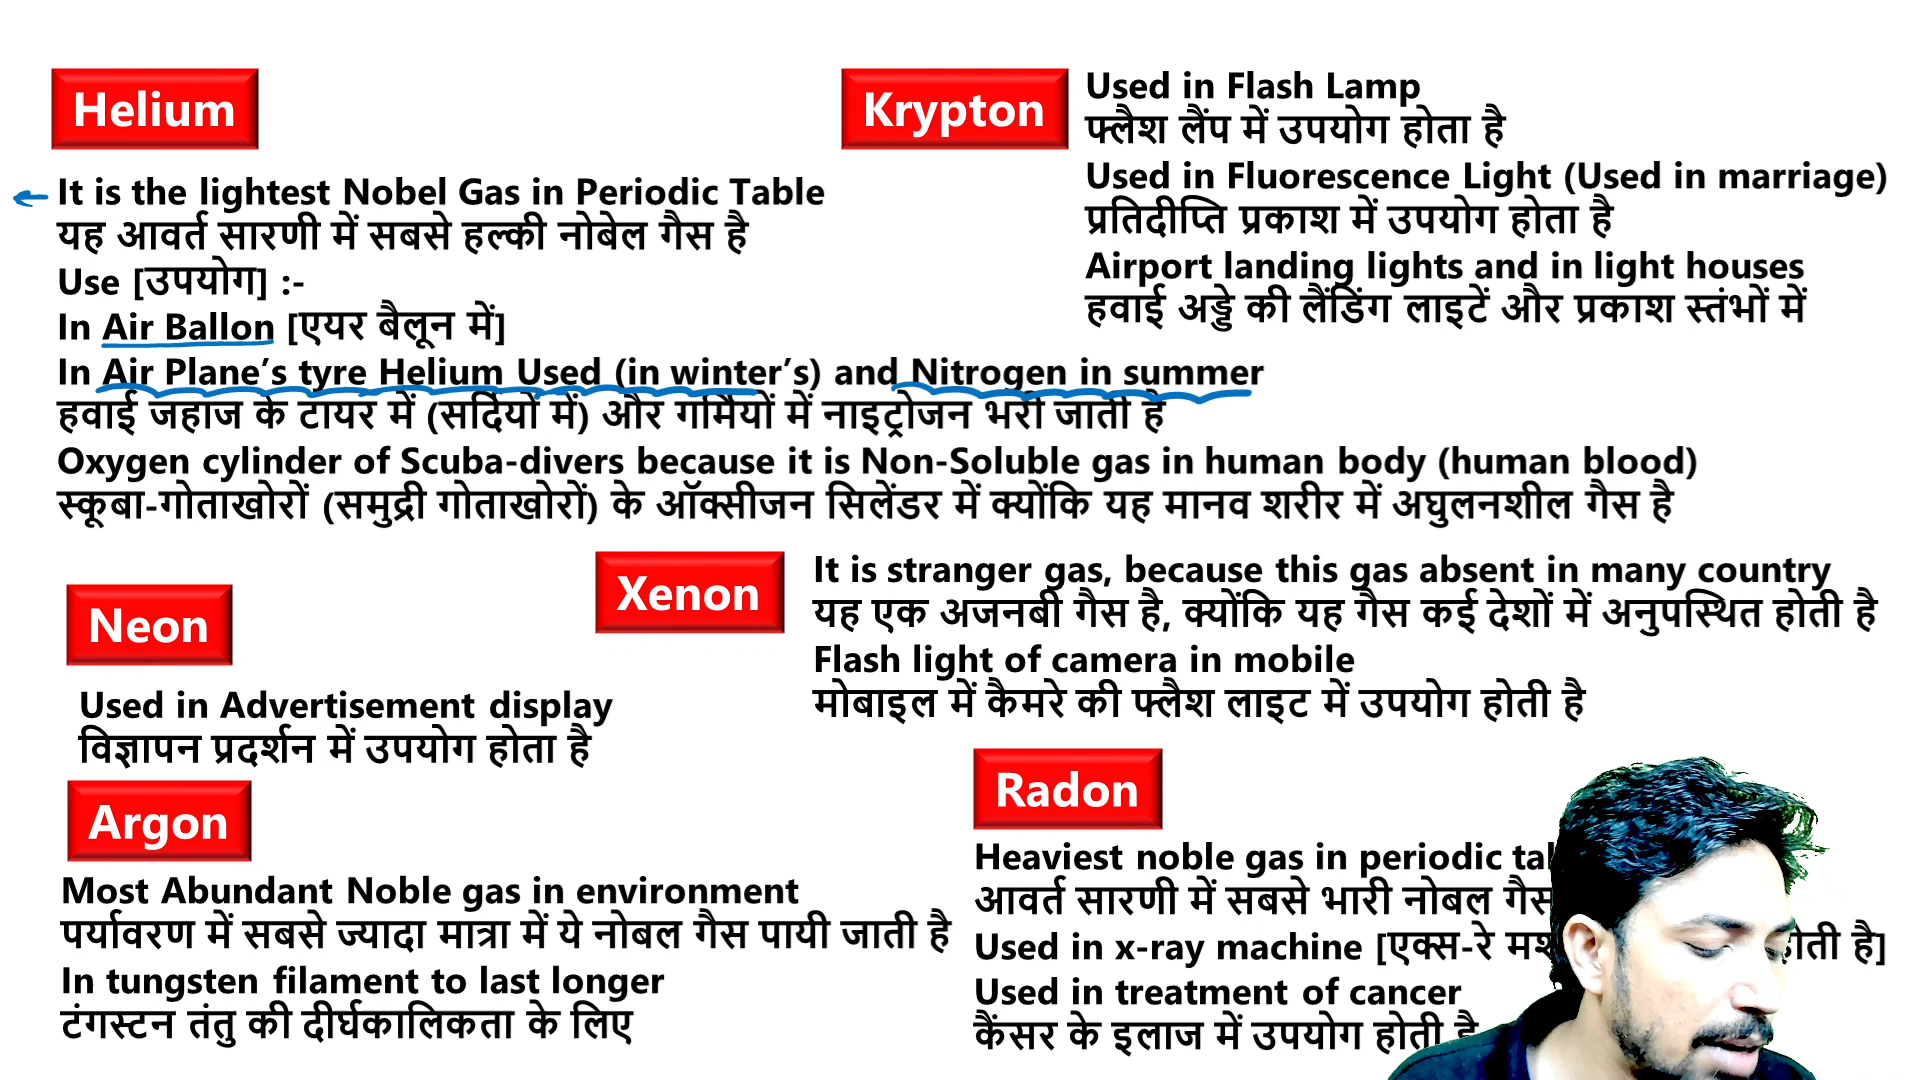 Helium
It is the lightest Nobel Gas in Periodic Table
यह आवर्त सारणी में सबसे हल्की नोबेल गैस है
Use [उपयोग] :-
In Air Ballon [एयर बैलून में]
In Air Plane’s tyre Helium Used (in winter’s) and Nitrogen in summer
हवाई जहाज के टायर में (सर्दियों में) और गर्मियों में नाइट्रोजन भरी जाती है
Oxygen cylinder of Scuba-divers because it is Non-Soluble gas in human body (human blood)
स्कूबा-गोताखोरों (समुद्री गोताखोरों) के ऑक्सीजन सिलेंडर में क्योंकि यह मानव शरीर में अघुलनशील गैस है
Krypton
Used in Flash Lamp
फ्लैश लैंप में उपयोग होता है
Used in Fluorescence Light (Used in marriage)
प्रतिदीप्ति प्रकाश में उपयोग होता है
Airport landing lights and in light houses
हवाई अड्डे की लैंडिंग लाइटें और प्रकाश स्तंभों में
Neon
Used in Advertisement display
विज्ञापन प्रदर्शन में उपयोग होता है
Xenon
It is stranger gas, because this gas absent in many country
यह एक अजनबी गैस है, क्योंकि यह गैस कई देशों में अनुपस्थित होती है
Flash light of camera in mobile
मोबाइल में कैमरे की फ्लैश लाइट में उपयोग होती है
Argon
Most Abundant Noble gas in environment
पर्यावरण में सबसे ज्यादा मात्रा में ये नोबल गैस पायी जाती है
In tungsten filament to last longer
टंगस्टन तंतु की दीर्घकालिकता के लिए
Radon
Heaviest noble gas in periodic
आवर्त सारणी में सबसे भारी नोबल गैस
Used in x-ray machine [एक्स-रे होती है]
Used in treatment of cancer
कैंसर के इलाज में उपयोग होती है